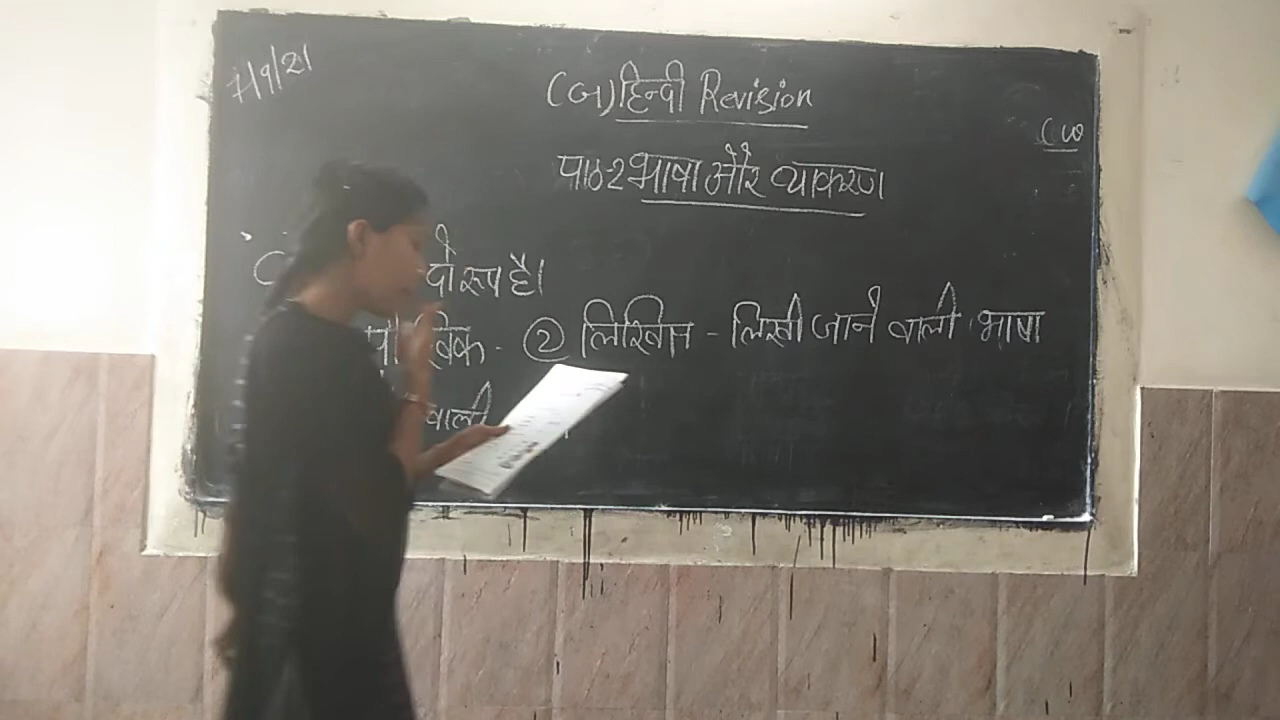 7/9/21
(ज) हिन्दी Revision
CW
पाठ-2 भाषा और व्याकरण
दो रूप है।
② लिखित - लिखी जाने वाली भाषा
वाली